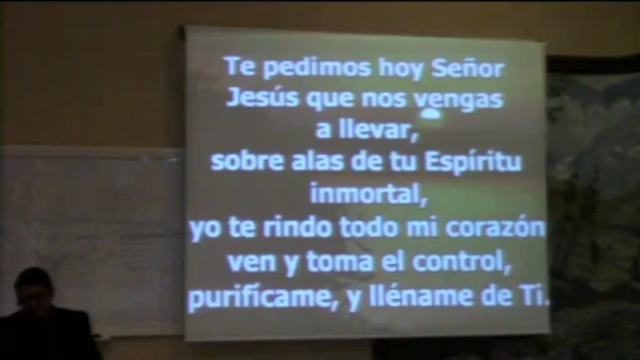 Te pedimos hoy Señor
Jesús que nos vengas
a llevar,
sobre alas de tu Espíritu
inmortal,
yo te rindo todo mi corazón
ven y toma el control,
purifícame, y lléname de Ti.